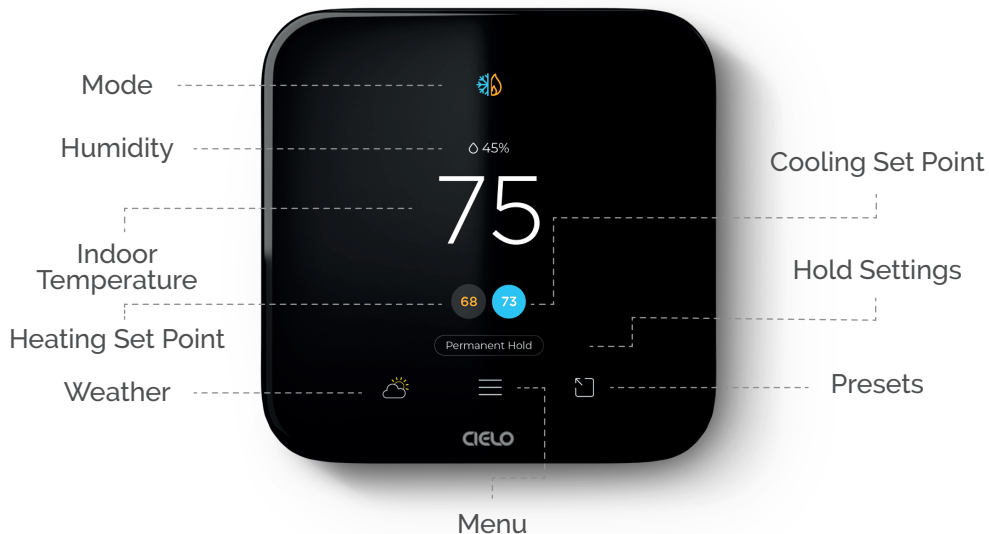 Mode
Humidity
45%
75
Cooling Set Point
Indoor
Temperature
Hold Settings
68
73
Heating Set Point
Permanent Hold
Weather
Presets
CIELO
Menu